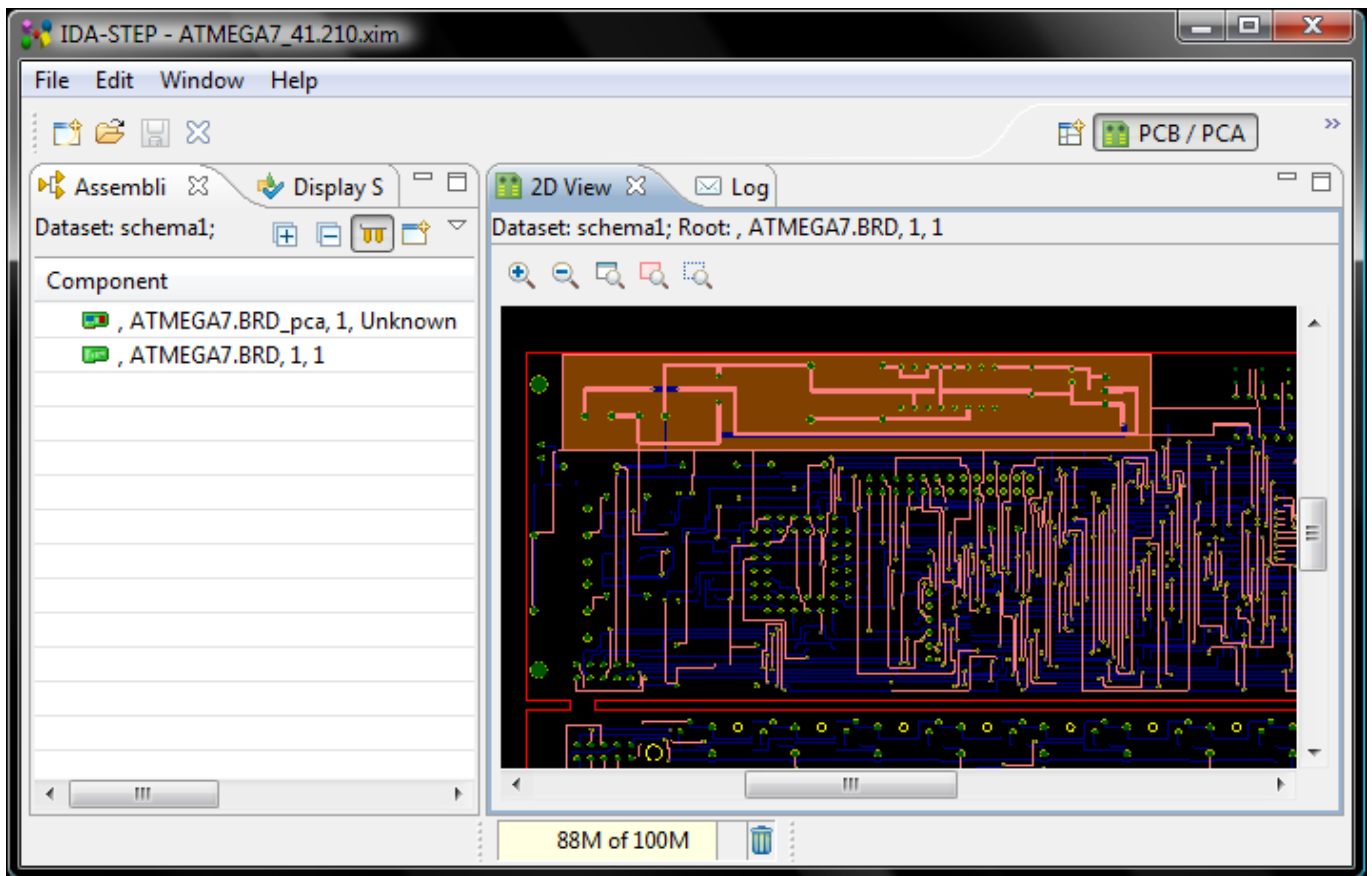 IDA-STEP - ATMEGA7_41.210.xim
File Edit Window Help
PCB / PCA
Assembli Display S
Dataset: schema1;
Component
, ATMEGA7.BRD_pca, 1, Unknown
, ATMEGA7.BRD, 1, 1
2D View Log
Dataset: schema1; Root: , ATMEGA7.BRD, 1, 1
88M of 100M